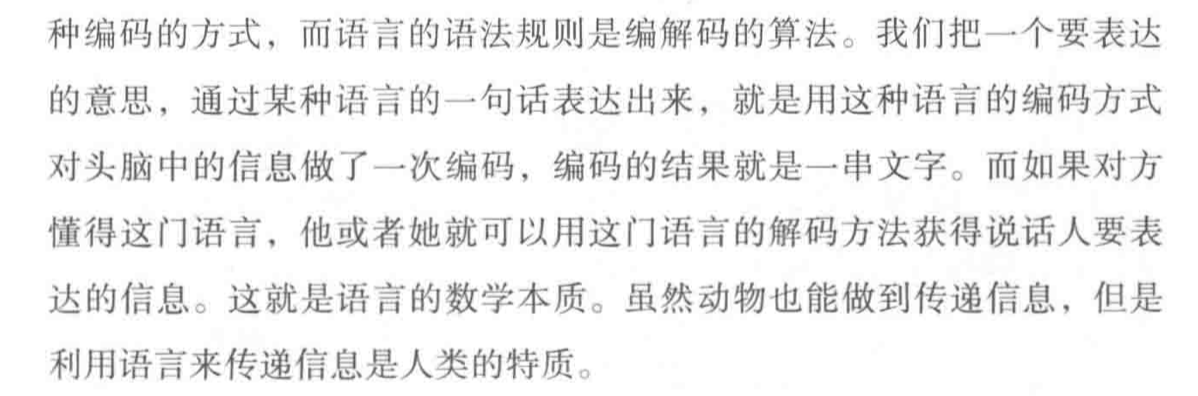 种编码的方式，而语言的语法规则是编解码的算法。我们把一个要表达
的意思，通过某种语言的一句话表达出来，就是用这种语言的编码方式
对头脑中的信息做了一次编码，编码的结果就是一串文字。而如果对方
懂得这门语言，他或者她就可以用这门语言的解码方法获得说话人要表
达的信息。这就是语言的数学本质。虽然动物也能做到传递信息，但是
利用语言来传递信息是人类的特质。